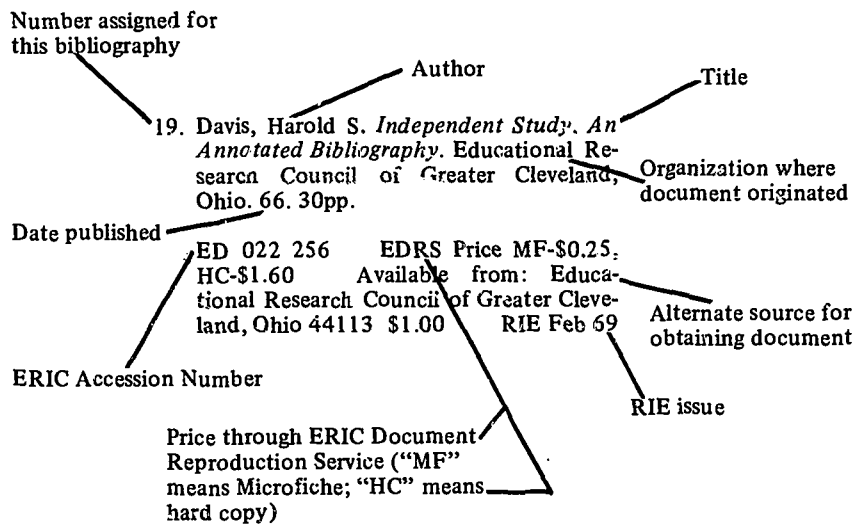 Number assigned for
this bibliography
Author
Title
19. Davis, Harold S. Independent Study. An
Annotated Bibliography. Educational Re-
search Council of Greater Cleveland,
Ohio. 66. 30pp.
Organization where
document originated
Date published
ED 022 256 EDRS Price MF-$0.25.
HC-$1.60 Available from: Educa-
tional Research Council of Greater Cleve-
land, Ohio 44113 $1.00 RIE Feb 69
Alternate source for
obtaining document
ERIC Accession Number
RIE issue
Price through ERIC Document
Reproduction Service (“MF”
means Microfiche; “HC” means
hard copy)